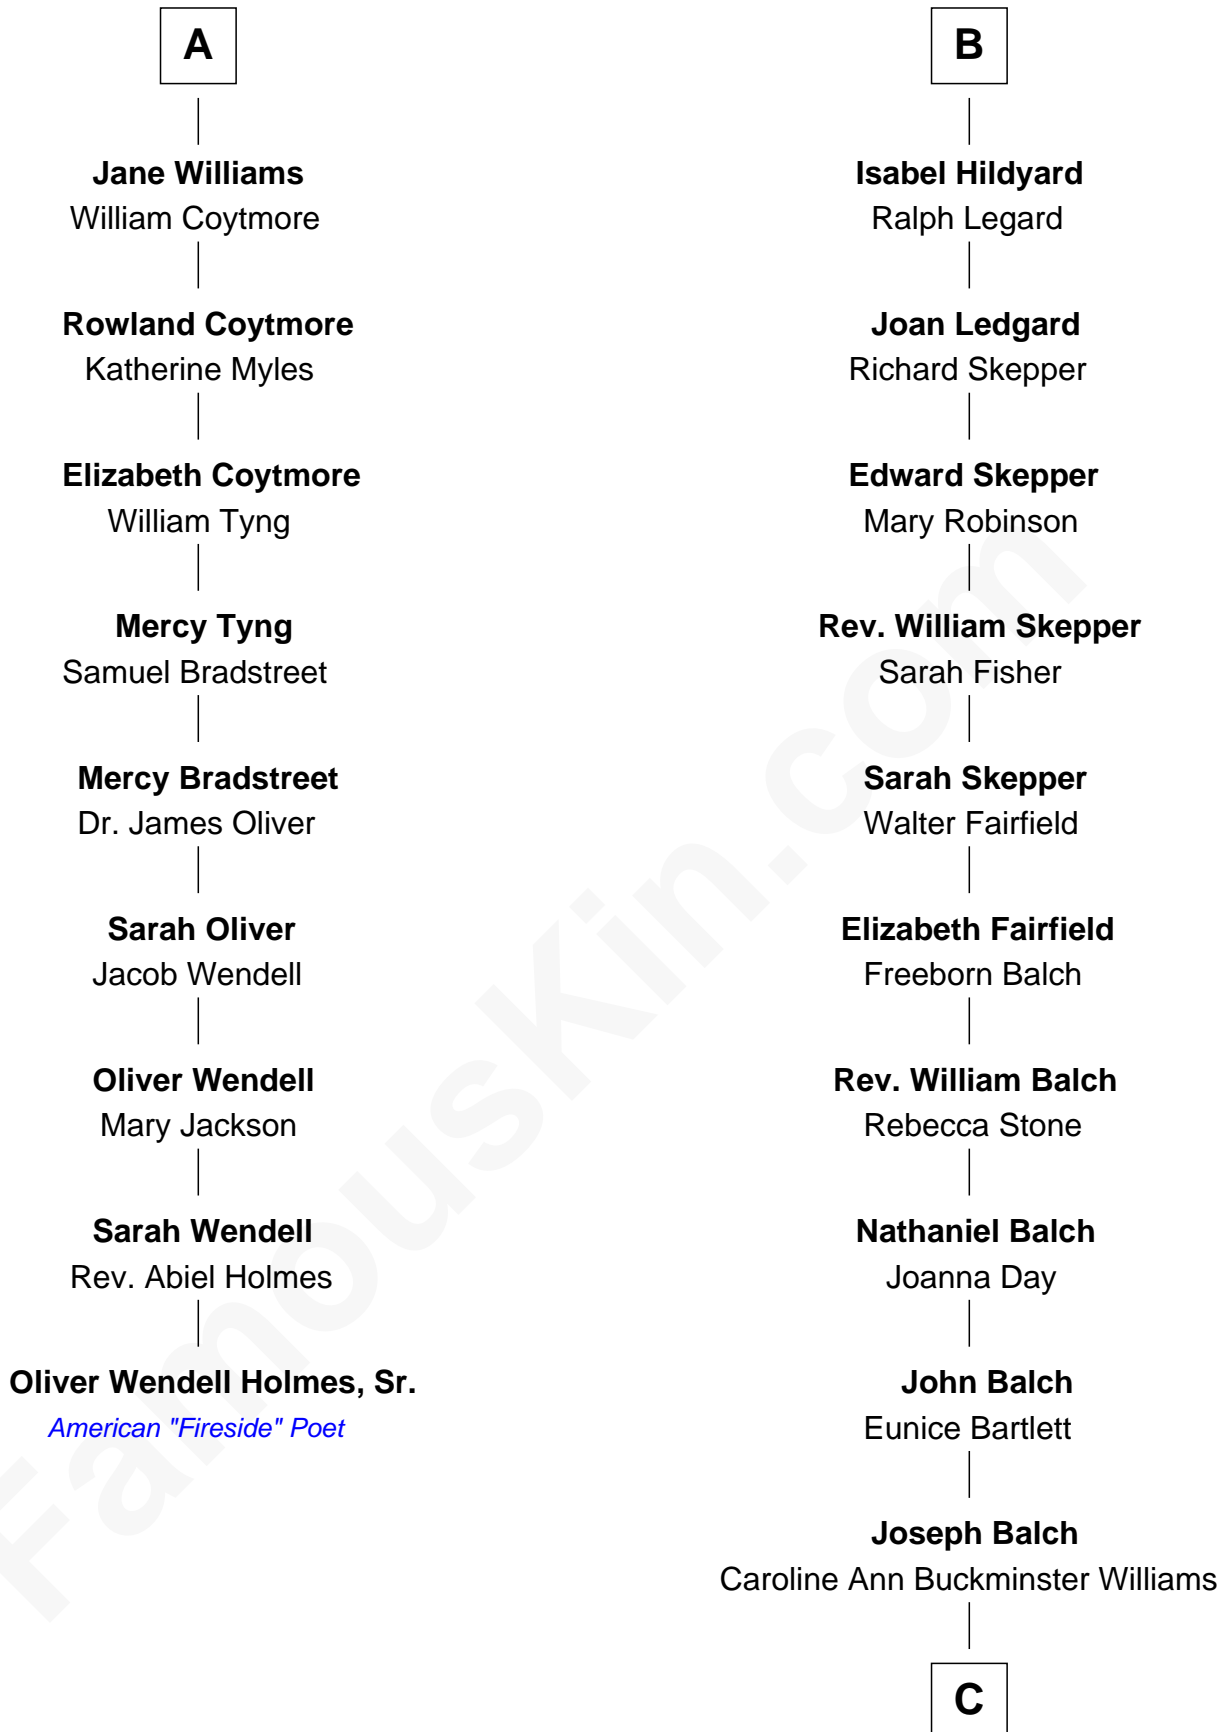 A
Jane Williams
William Coytmore
Rowland Coytmore
Katherine Myles
Elizabeth Coytmore
William Tyng
Mercy Tyng
Samuel Bradstreet
Mercy Bradstreet
Dr. James Oliver
Sarah Oliver
Jacob Wendell
Oliver Wendell
Mary Jackson
Sarah Wendell
Rev. Abiel Holmes
Oliver Wendell Holmes, Sr.
American "Fireside" Poet
B
Isabel Hildyard
Ralph Legard
Joan Ledgard
Richard Skepper
Edward Skepper
Mary Robinson
Rev. William Skepper
Sarah Fisher
Sarah Skepper
Walter Fairfield
Elizabeth Fairfield
Freeborn Balch
Rev. William Balch
Rebecca Stone
Nathaniel Balch
Joanna Day
John Balch
Eunice Bartlett
Joseph Balch
Caroline Ann Buckminster Williams
C
FamousKin.com